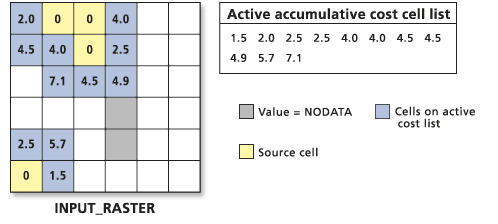 2.0 0 0 4.0
4.5 4.0 0 2.5
7.1 4.5 4.9
2.5 5.7
0 1.5
INPUT_RASTER
Active accumulative cost cell list
1.5 2.0 2.5 2.5 4.0 4.0 4.5 4.5
4.9 5.7 7.1
Value = NODATA
Cells on active
cost list
Source cell